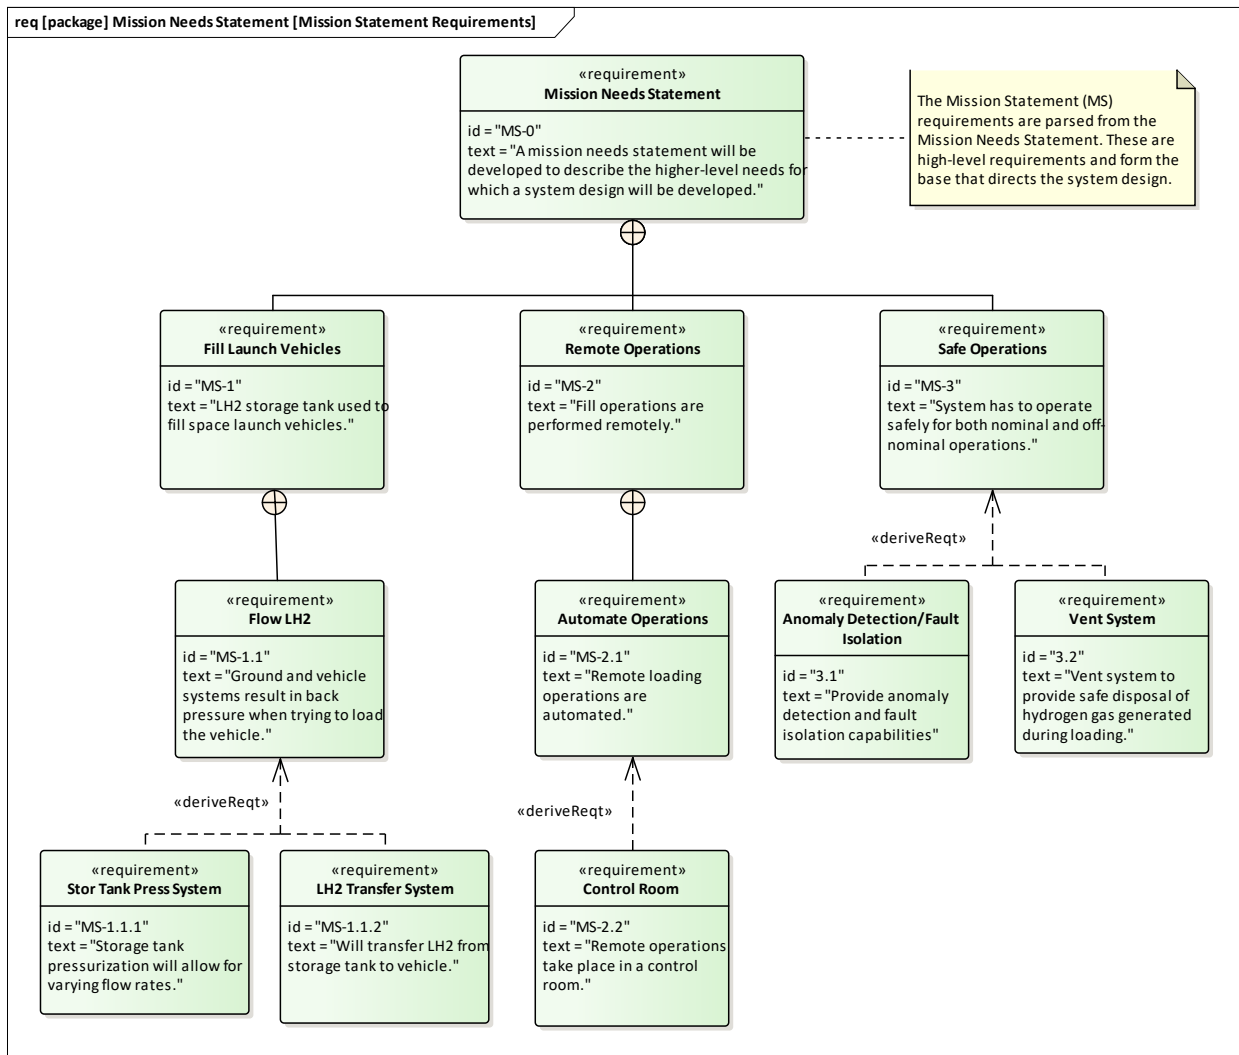 req [package] Mission Needs Statement [Mission Statement Requirements]
«requirement»
Mission Needs Statement
id = "MS-0"
text = "A mission needs statement will be
developed to describe the higher-level needs for
which a system design will be developed."
The Mission Statement (MS)
requirements are parsed from the
Mission Needs Statement. These are
high-level requirements and form the
base that directs the system design.
«requirement»
Fill Launch Vehicles
id = "MS-1"
text = "LH2 storage tank used to
fill space launch vehicles."
«requirement»
Remote Operations
id = "MS-2"
text = "Fill operations are
performed remotely."
«requirement»
Safe Operations
id = "MS-3"
text = "System has to operate
safely for both nominal and off-
nominal operations."
«deriveReqt»
«requirement»
Flow LH2
id = "MS-1.1"
text = "Ground and vehicle
systems result in back
pressure when trying to load
the vehicle."
«requirement»
Automate Operations
id = "MS-2.1"
text = "Remote loading
operations are
automated."
«requirement»
Anomaly Detection/Fault
Isolation
id = "3.1"
text = "Provide anomaly
detection and fault
isolation capabilities"
«requirement»
Vent System
id = "3.2"
text = "Vent system to
provide safe disposal of
hydrogen gas generated
during loading."
«deriveReqt»
«deriveReqt»
«requirement»
Stor Tank Press System
id = "MS-1.1.1"
text = "Storage tank
pressurization will allow for
varying flow rates."
«requirement»
LH2 Transfer System
id = "MS-1.1.2"
text = "Will transfer LH2 from
storage tank to vehicle."
«requirement»
Control Room
id = "MS-2.2"
text = "Remote operations
take place in a control
room."